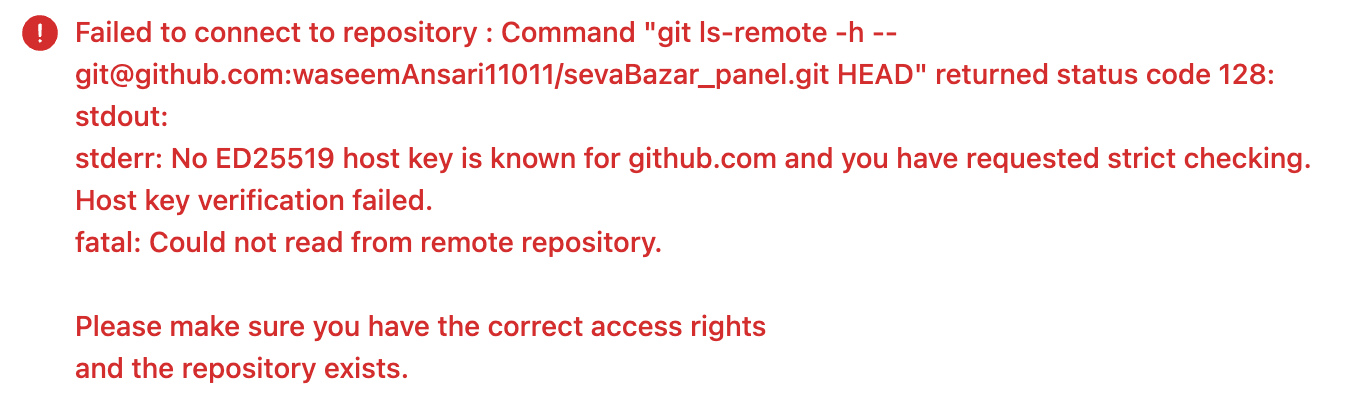 Failed to connect to repository : Command "git ls-remote -h --
git@github.com:waseemAnsari11011/sevaBazar_panel.git HEAD" returned status code 128:
stdout:
stderr: No ED25519 host key is known for github.com and you have requested strict checking.
Host key verification failed.
fatal: Could not read from remote repository.

Please make sure you have the correct access rights
and the repository exists.